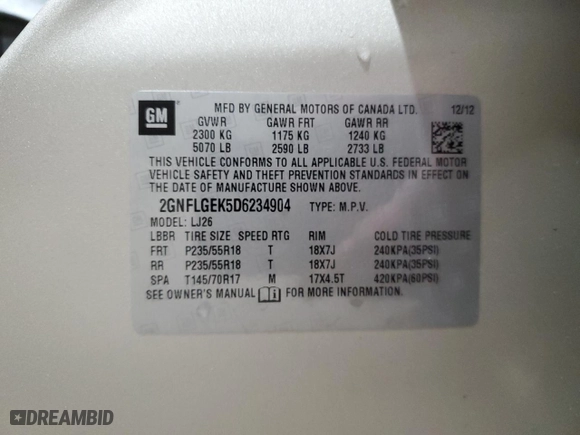 GM
MFD BY GENERAL MOTORS OF CANADA LTD. 12/12
GVWR GAWR FRT GAWR RR
2300 KG 1175 KG 1240 KG
5070 LB 2590 LB 2733 LB
THIS VEHICLE CONFORMS TO ALL APPLICABLE U.S. FEDERAL MOTOR
VEHICLE SAFETY AND THEFT PREVENTION STANDARDS IN EFFECT ON
THE DATE OF MANUFACTURE SHOWN ABOVE.
2GNFLGEK5D6234904 TYPE: M.P.V.
MODEL: LJ26
LBBR TIRE SIZE SPEED RTG RIM COLD TIRE PRESSURE
FRT P235/55R18 T 18X7J 240KPA(35PSI)
RR P235/55R18 T 18X7J 240KPA(35PSI)
SPA T145/70R17 M 17X4.5T 420KPA(60PSI)
SEE OWNER'S MANUAL FOR MORE INFORMATION.
DREAMBID